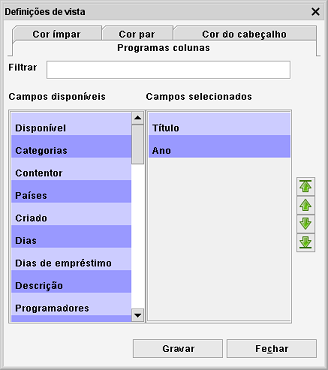 Definições de vista
Cor ímpar
Cor par
Cor do cabeçalho
Programas colunas
Filtrar
Campos disponíveis
Campos selecionados
Disponível
Categorias
Contentor
Países
Criado
Dias
Dias de empréstimo
Descrição
Programadores
Título
Ano
Gravar
Fechar